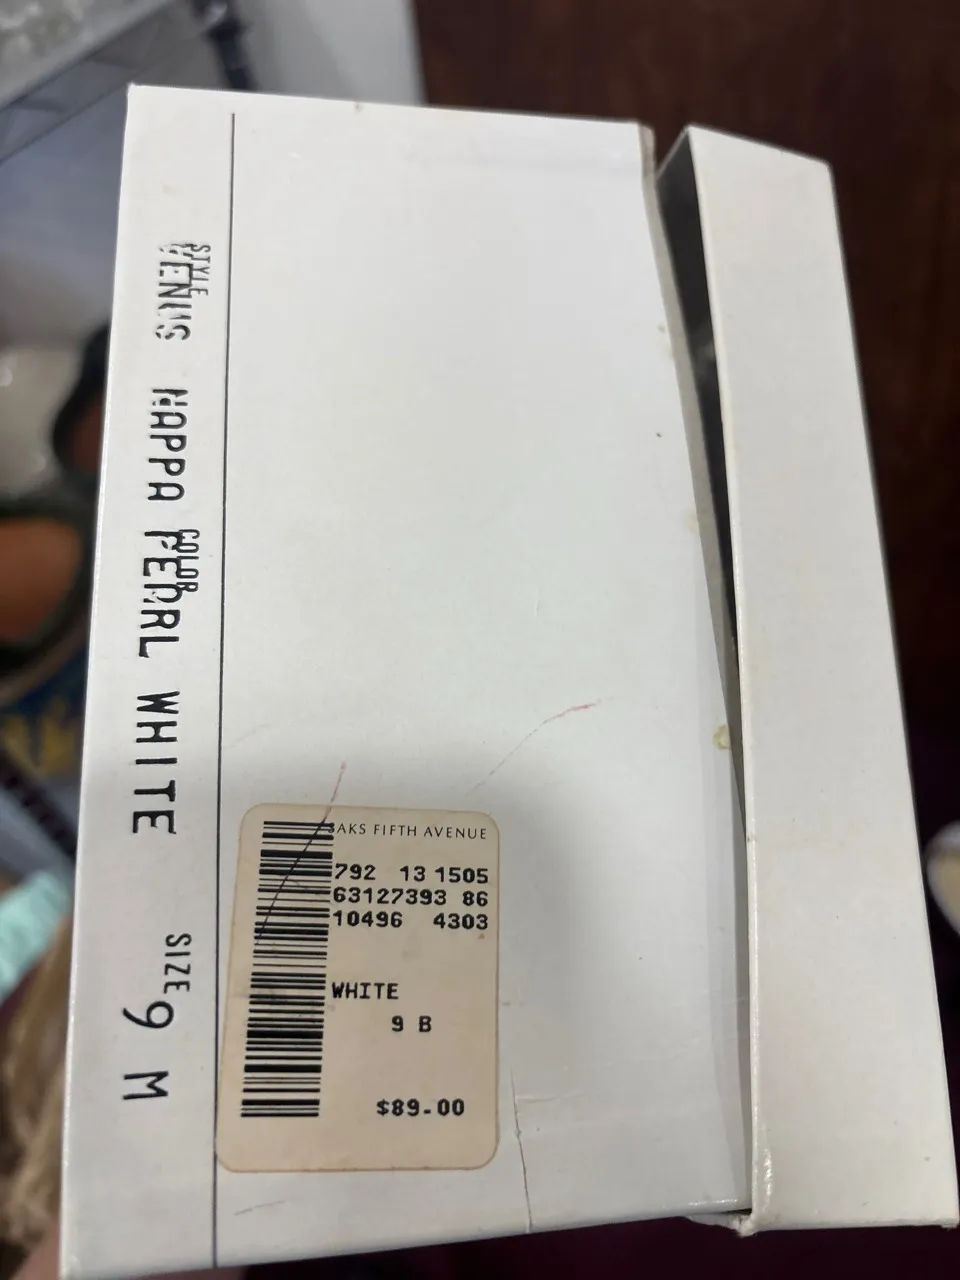 STYLE
VENUS NAPPA PEARL WHITE
COLOR
SIZE
9 M
SAKS FIFTH AVENUE
792 13 1505
63127393 86
10496 4303
WHITE
9 B
$89.00